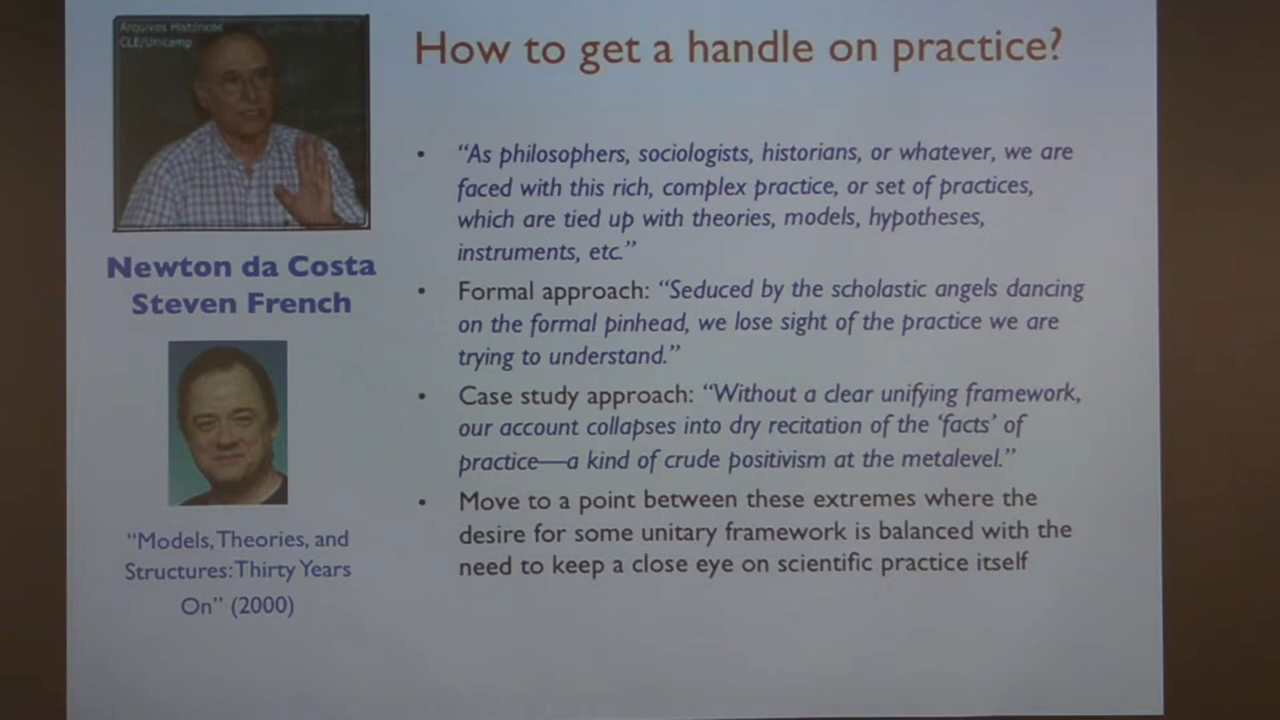 Arquivos Históricos
CLE/Unicamp
How to get a handle on practice?
Newton da Costa
Steven French
"Models, Theories, and
Structures: Thirty Years
On" (2000)
• "As philosophers, sociologists, historians, or whatever, we are
faced with this rich, complex practice, or set of practices,
which are tied up with theories, models, hypotheses,
instruments, etc."
• Formal approach: "Seduced by the scholastic angels dancing
on the formal pinhead, we lose sight of the practice we are
trying to understand."
• Case study approach: "Without a clear unifying framework,
our account collapses into dry recitation of the 'facts' of
practice—a kind of crude positivism at the metalevel."
• Move to a point between these extremes where the
desire for some unitary framework is balanced with the
need to keep a close eye on scientific practice itself